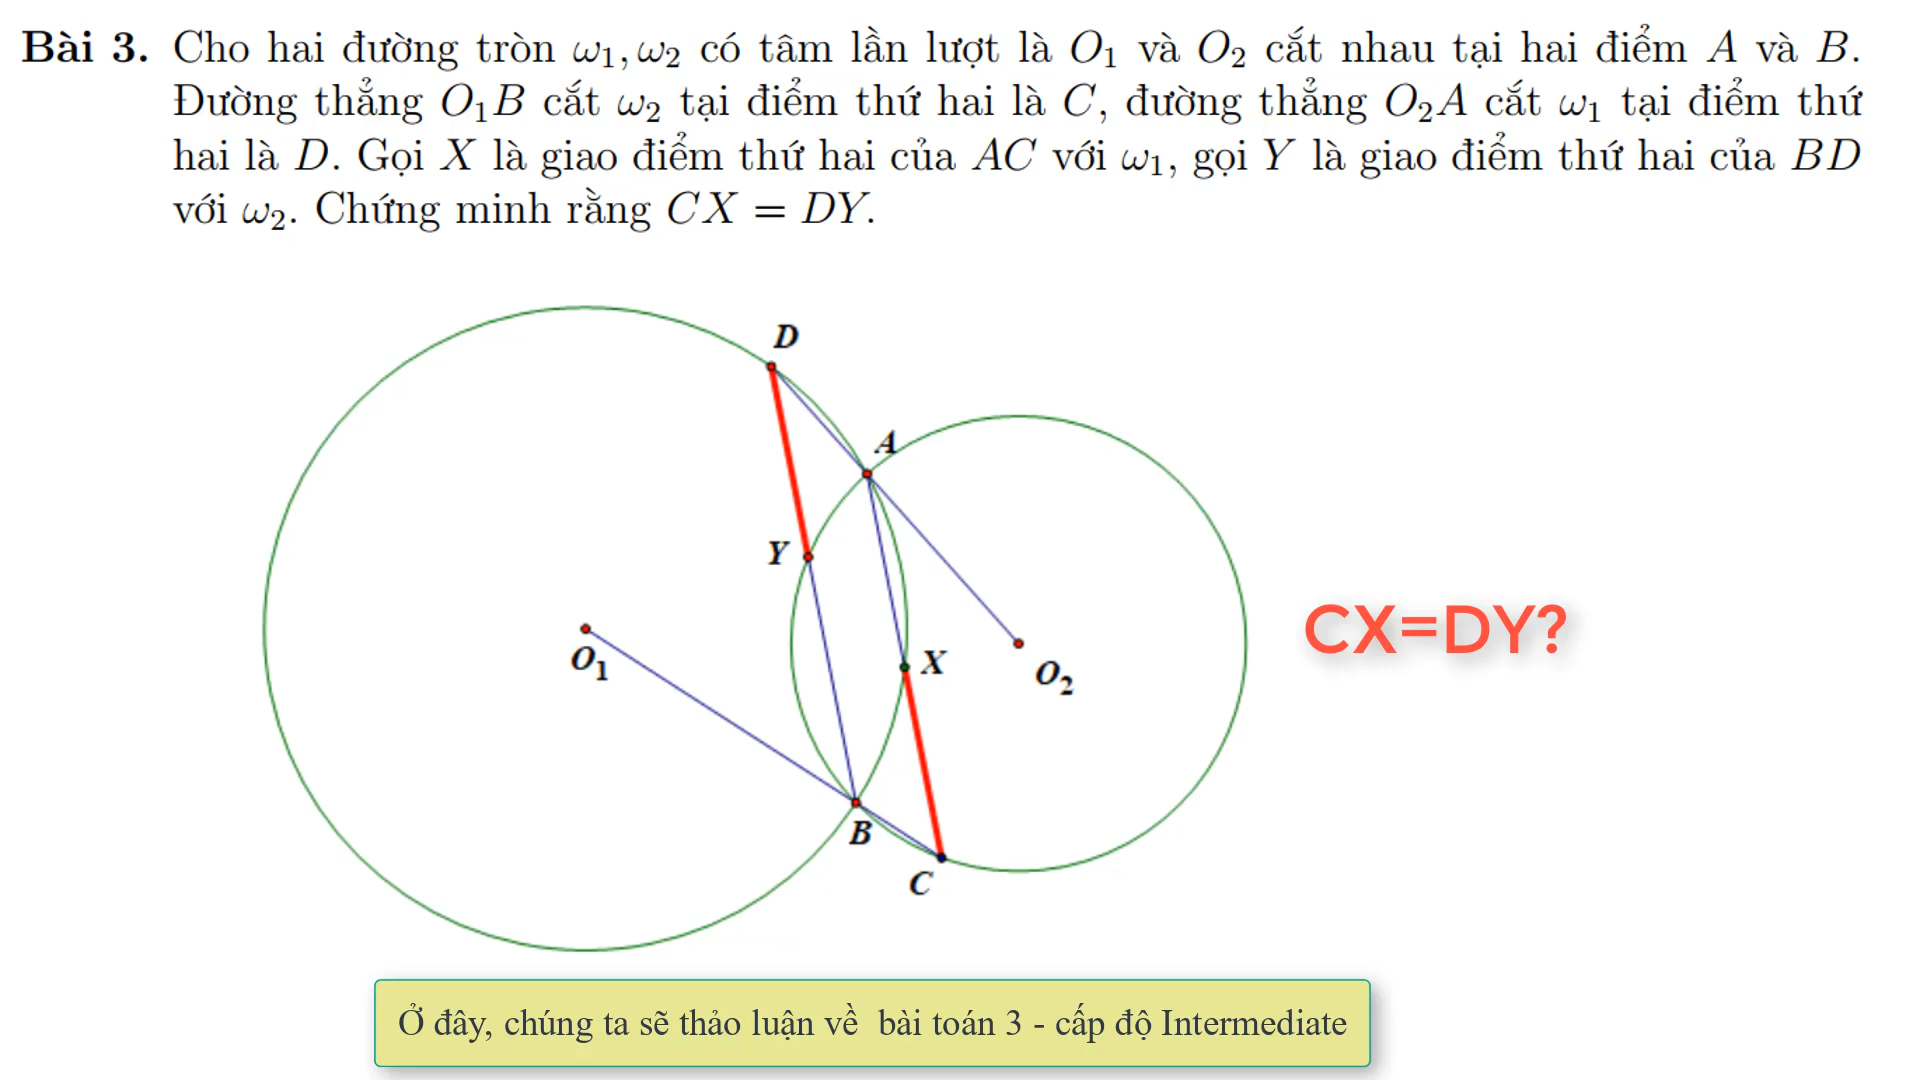 Bài 3. Cho hai đường tròn ω₁, ω₂ có tâm lần lượt là O₁ và O₂ cắt nhau tại hai điểm A và B.
Đường thẳng O₁B cắt ω₂ tại điểm thứ hai là C, đường thẳng O₂A cắt ω₁ tại điểm thứ
hai là D. Gọi X là giao điểm thứ hai của AC với ω₁, gọi Y là giao điểm thứ hai của BD
với ω₂. Chứng minh rằng CX = DY.
D
A
Y
CX=DY?
O₁
X
O₂
B
C
Ở đây, chúng ta sẽ thảo luận về bài toán 3 - cấp độ Intermediate